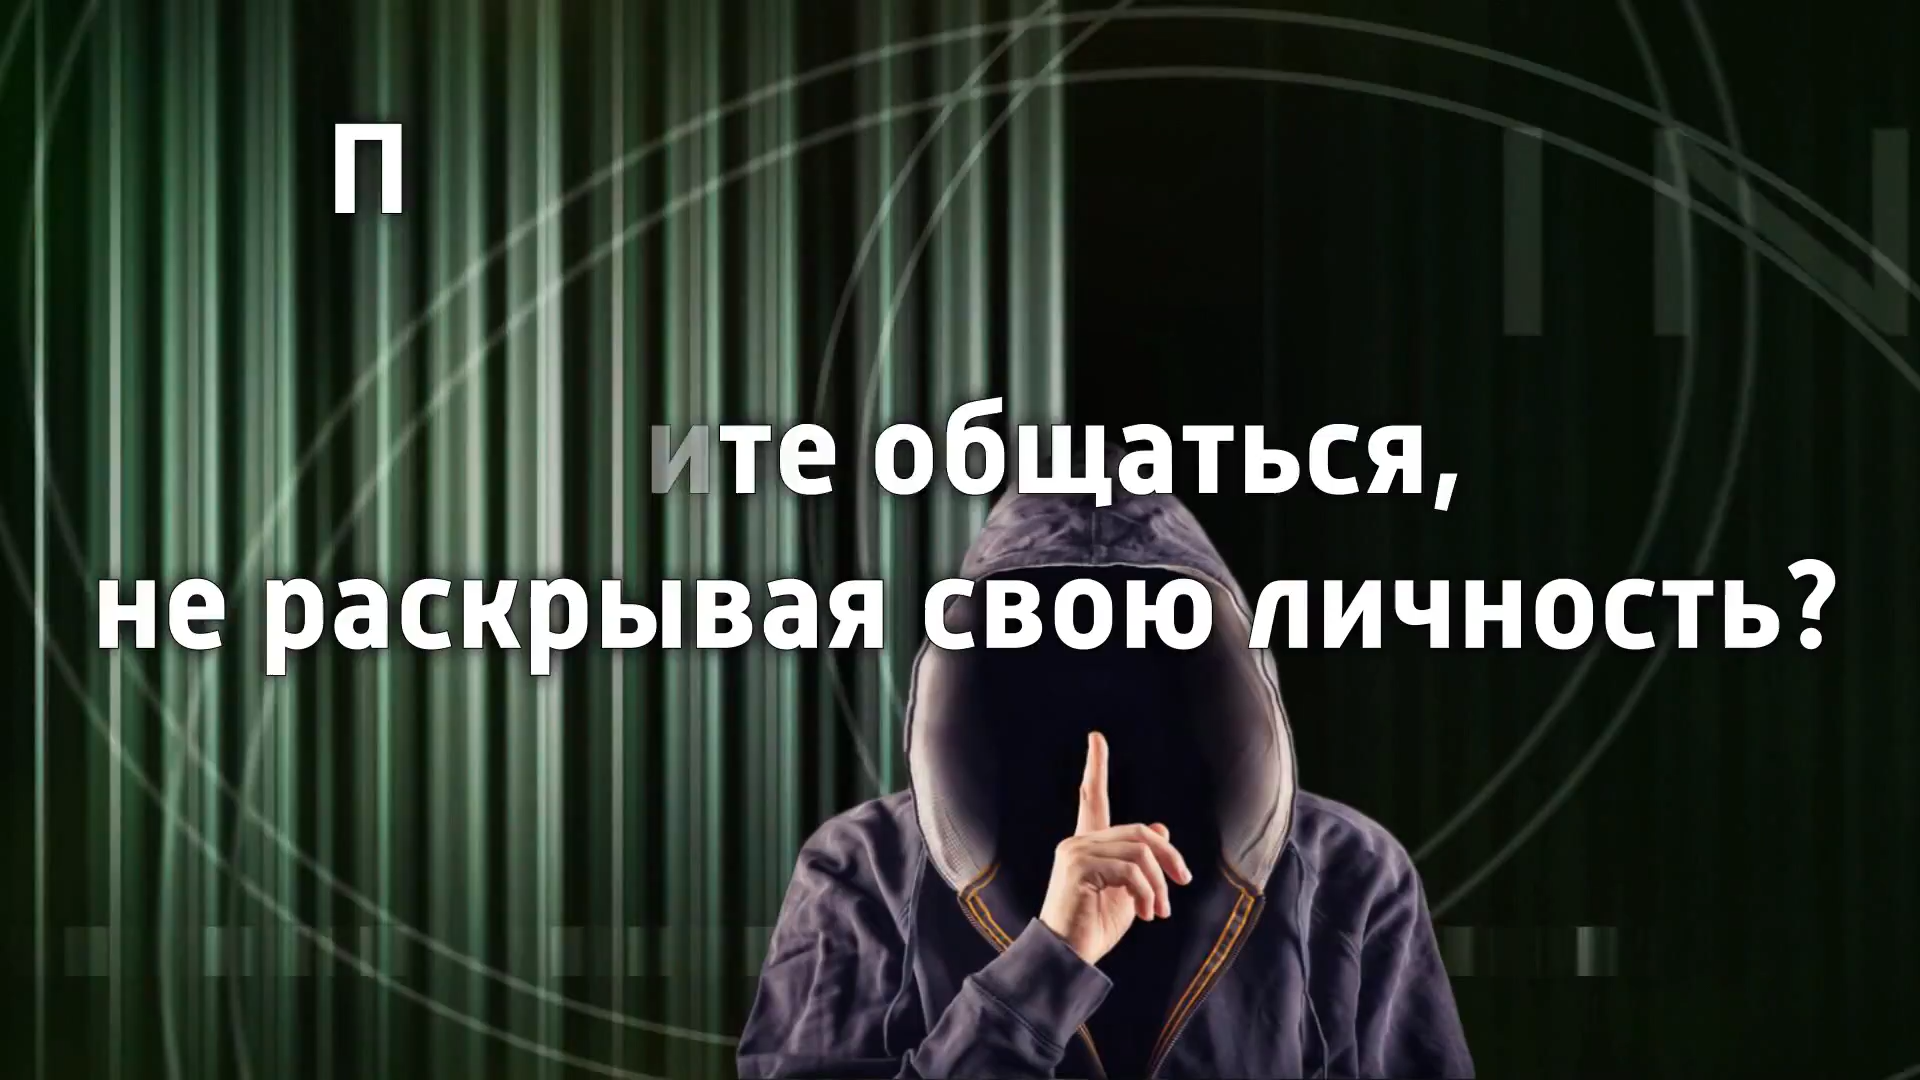 П
ите общаться,
не раскрывая свою личность?